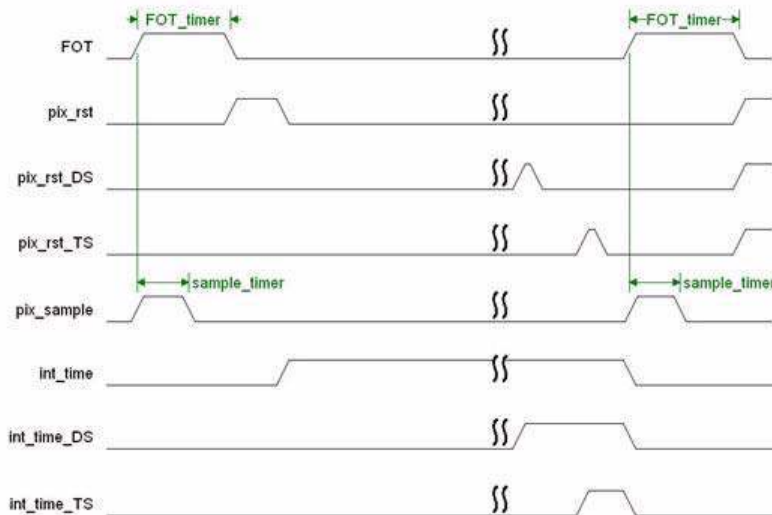 FOT_timer
FOT_timer
FOT
pix_rst
pix_rst_DS
pix_rst_TS
sample_timer
sample_timer
pix_sample
int_time
int_time_DS
int_time_TS